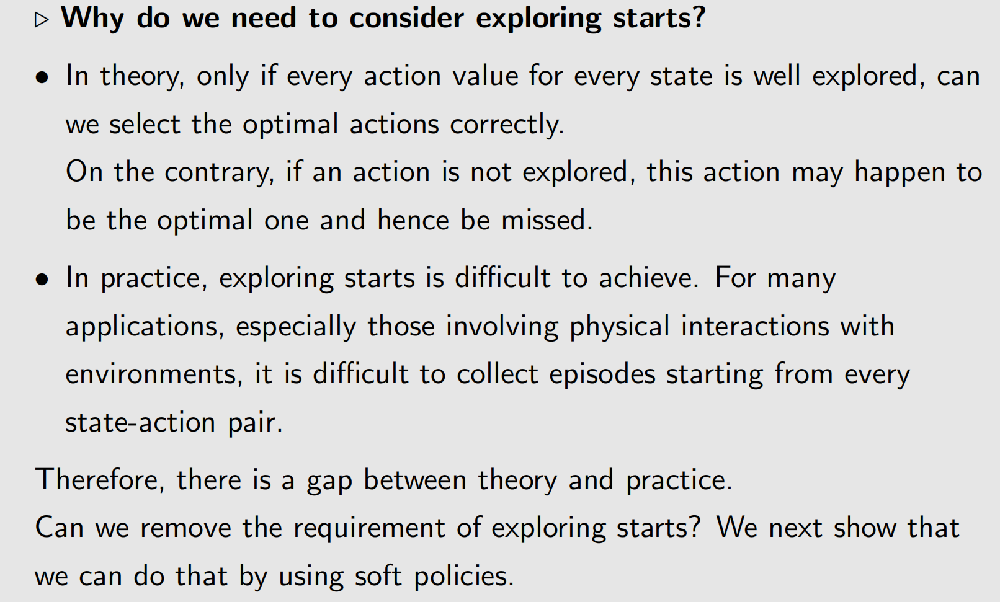 ▷ Why do we need to consider exploring starts?
• In theory, only if every action value for every state is well explored, can
we select the optimal actions correctly.
On the contrary, if an action is not explored, this action may happen to
be the optimal one and hence be missed.
• In practice, exploring starts is difficult to achieve. For many
applications, especially those involving physical interactions with
environments, it is difficult to collect episodes starting from every
state-action pair.
Therefore, there is a gap between theory and practice.
Can we remove the requirement of exploring starts? We next show that
we can do that by using soft policies.